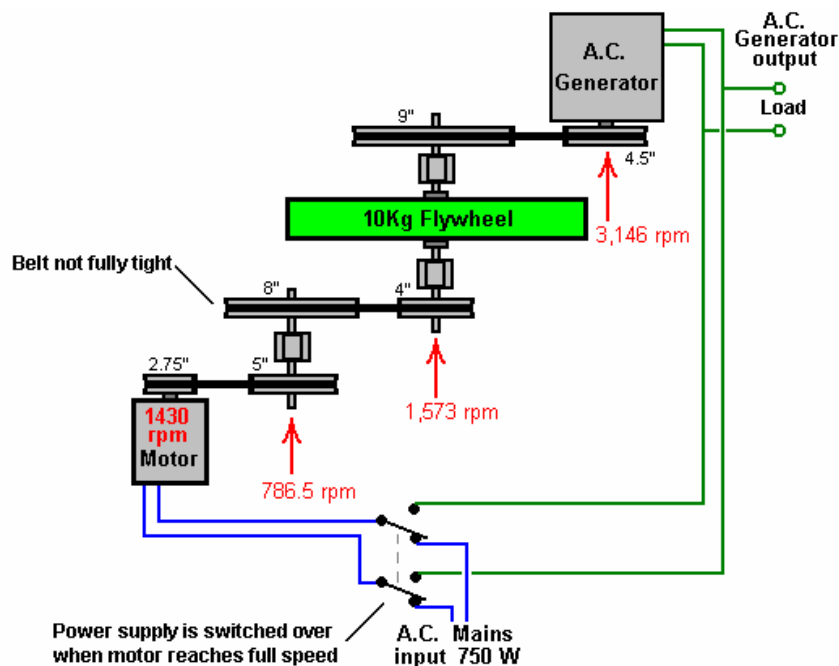 A.C.
Generator
output
A.C.
Generator
Load
9"
4.5"
10Kg Flywheel
3,146 rpm
Belt not fully tight
8"
4"
2.75"
5"
1430
rpm
Motor
1,573 rpm
786.5 rpm
Power supply is switched over
when motor reaches full speed
A.C. Mains
input 750 W